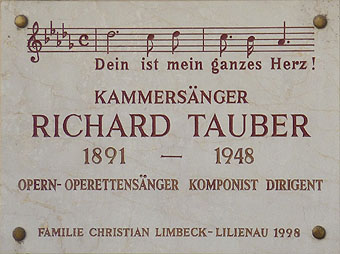 Dein ist mein ganzes Herz!
KAMMERSÄNGER
RICHARD TAUBER
1891 — 1948
OPERN- OPERETTENSÄNGER KOMPONIST DIRIGENT
FAMILIE CHRISTIAN LIMBECK-LILIENAU 1998